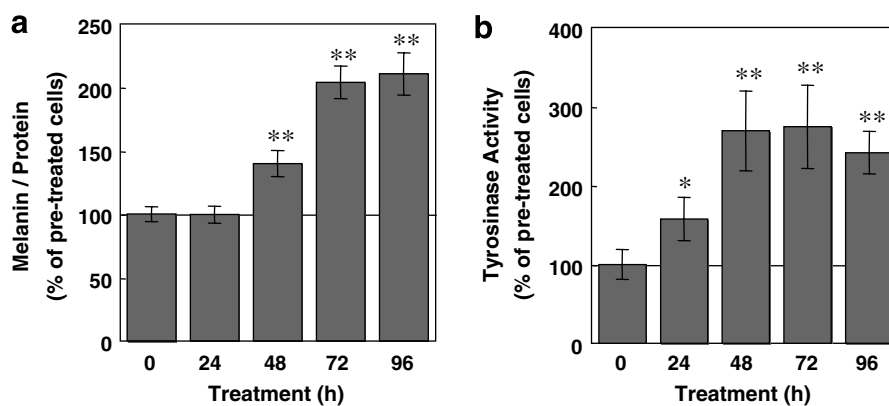 a
Melanin / Protein
(% of pre-treated cells)
250
200
150
100
50
0
**
**
**
0 24 48 72 96
Treatment (h)
b
Tyrosinase Activity
(% of pre-treated cells)
400
300
200
100
0
*
**
**
**
0 24 48 72 96
Treatment (h)